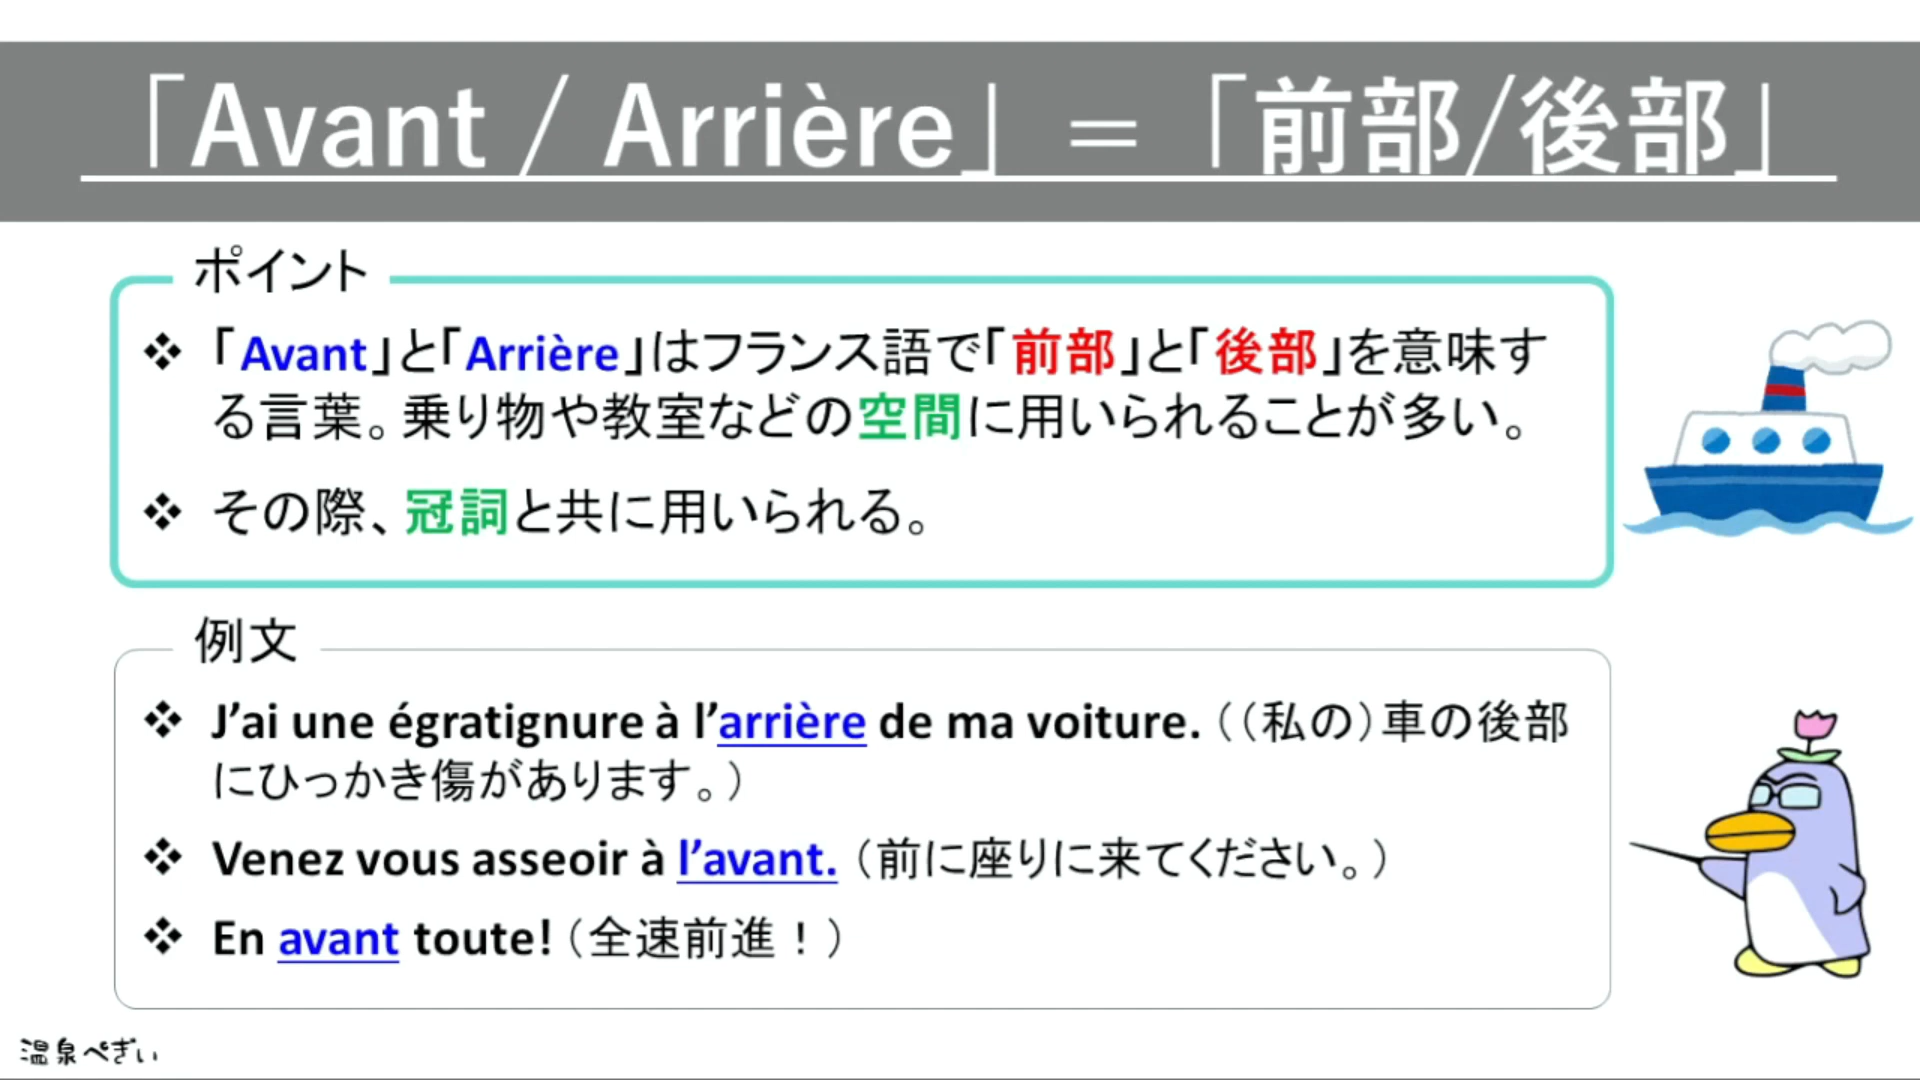 「Avant / Arrière」 = 「前部/後部」
ポイント
❖ 「Avant」と「Arrière」はフランス語で「前部」と「後部」を意味す
る言葉。乗り物や教室などの空間に用いられることが多い。
❖ その際、冠詞と共に用いられる。
例文
❖ J’ai une égratignure à l’arrière de ma voiture.（（私の）車の後部
にひっかき傷があります。）
❖ Venez vous asseoir à l’avant.（前に座りに来てください。）
❖ En avant toute!（全速前進！）
温泉ぺぎぃ